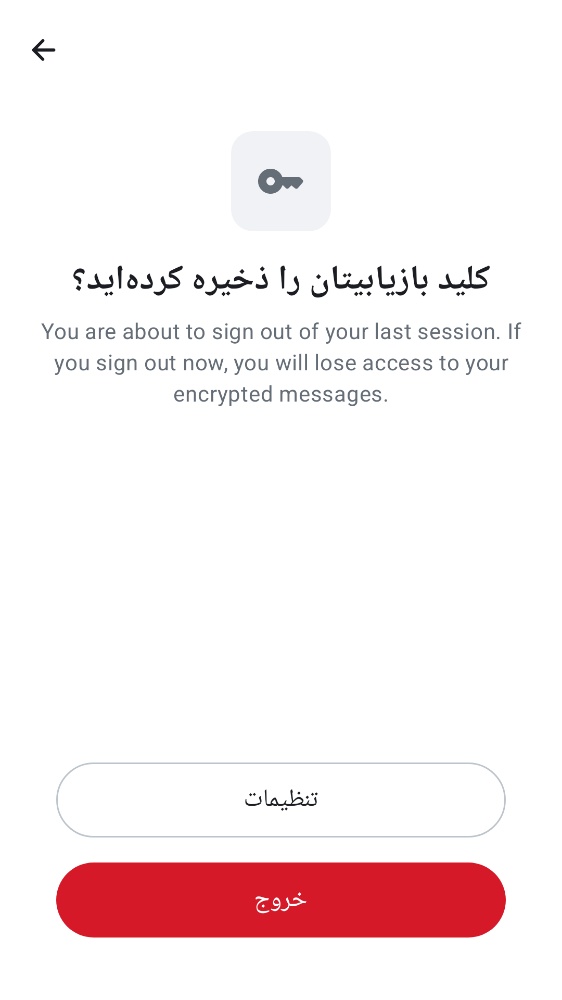 کلید بازیابیتان را ذخیره کرده‌اید؟
You are about to sign out of your last session. If
you sign out now, you will lose access to your
encrypted messages.
تنظیمات
خروج